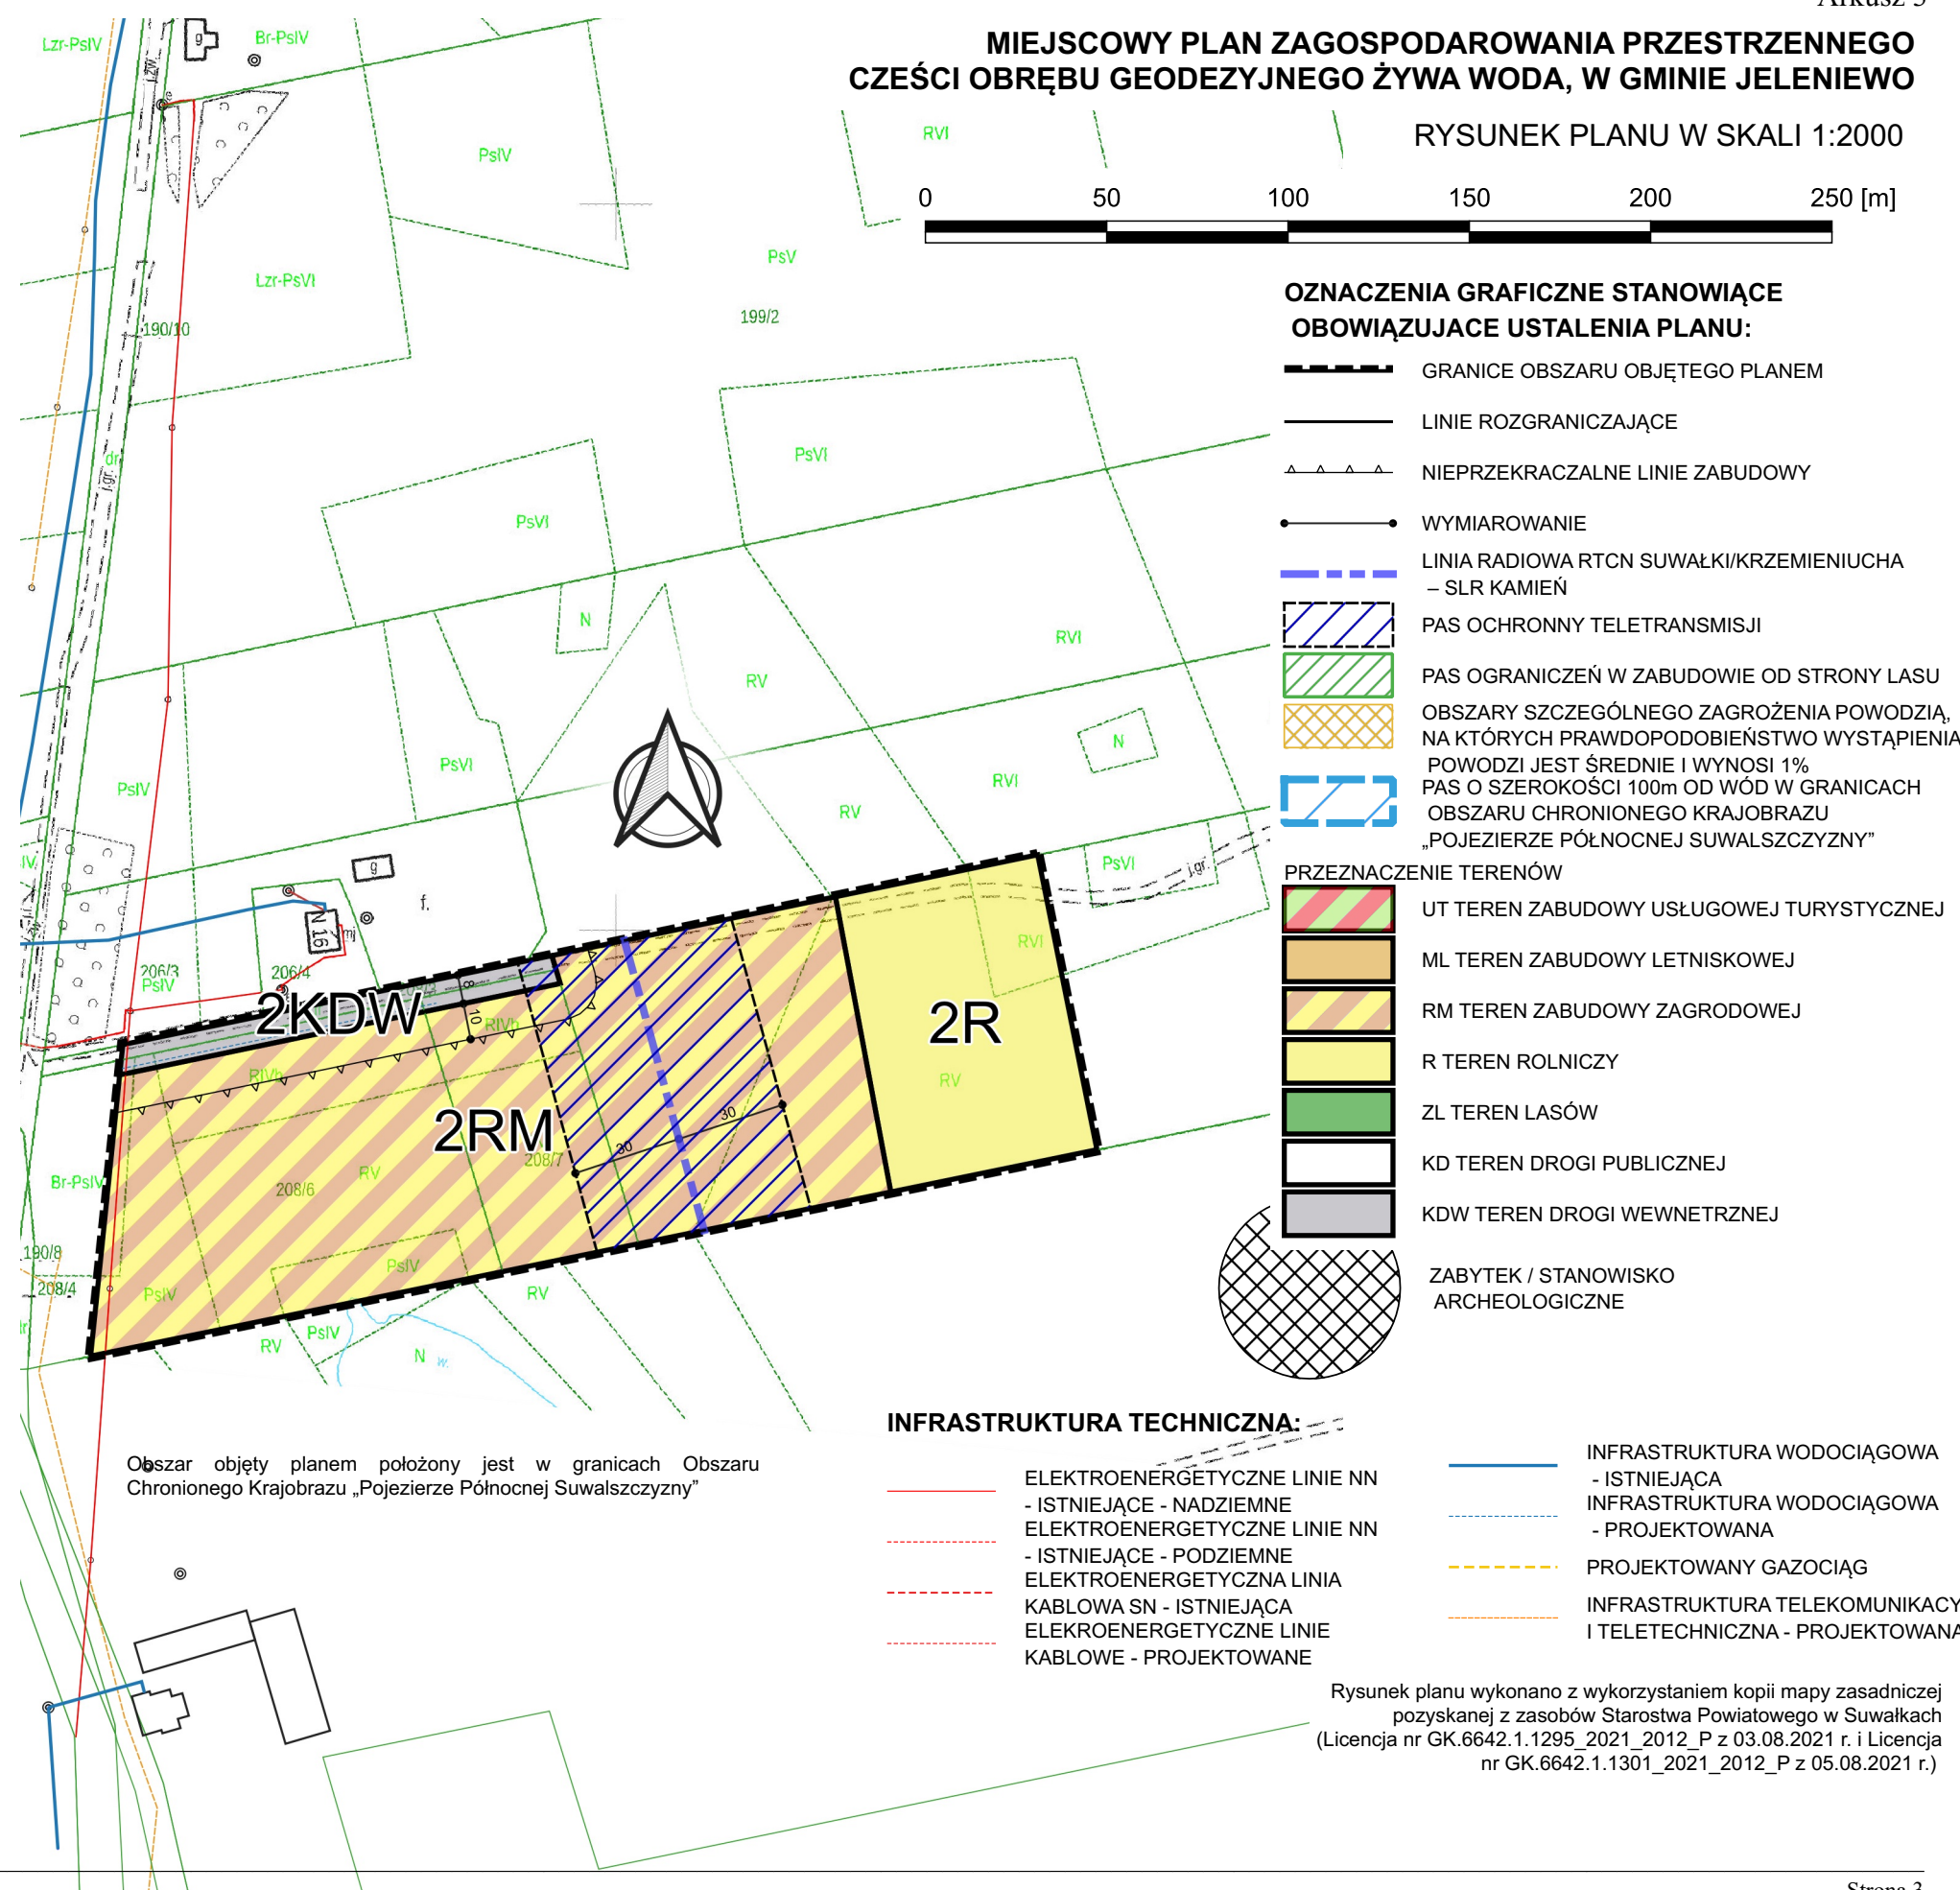 MIEJSCOWY PLAN ZAGOSPODAROWANIA PRZESTRZENNEGO
CZEŚCI OBRĘBU GEODEZYJNEGO ŻYWA WODA, W GMINIE JELENIEWO
RYSUNEK PLANU W SKALI 1:2000
0 50 100 150 200 250 [m]
OZNACZENIA GRAFICZNE STANOWIĄCE
OBOWIĄZUJACE USTALENIA PLANU:
GRANICE OBSZARU OBJĘTEGO PLANEM
LINIE ROZGRANICZAJĄCE
NIEPRZEKRACZALNE LINIE ZABUDOWY
WYMIAROWANIE
LINIA RADIOWA RTCN SUWAŁKI/KRZEMIENIUCHA
– SLR KAMIEŃ
PAS OCHRONNY TELETRANSMISJI
PAS OGRANICZEŃ W ZABUDOWIE OD STRONY LASU
OBSZARY SZCZEGÓLNEGO ZAGROŻENIA POWODZIĄ,
NA KTÓRYCH PRAWDOPODOBIEŃSTWO WYSTĄPIENIA
POWODZI JEST ŚREDNIE I WYNOSI 1%
PAS O SZEROKOŚCI 100m OD WÓD W GRANICACH
OBSZARU CHRONIONEGO KRAJOBRAZU
„POJEZIERZE PÓŁNOCNEJ SUWALSZCZYZNY”
PRZEZNACZENIE TERENÓW
UT TEREN ZABUDOWY USŁUGOWEJ TURYSTYCZNEJ
ML TEREN ZABUDOWY LETNISKOWEJ
RM TEREN ZABUDOWY ZAGRODOWEJ
R TEREN ROLNICZY
ZL TEREN LASÓW
KD TEREN DROGI PUBLICZNEJ
KDW TEREN DROGI WEWNETRZNEJ
ZABYTEK / STANOWISKO
ARCHEOLOGICZNE
Lzr-PsIV
g
Br-PsIV
PsIV
RVI
PsV
Lzr-PsVI
199/2
190/10
dr
j.gr.
PsVI
PsVI
N
RVI
RV
N
PsVI
RVI
PsIV
RV
PsVI
j.gr.
g
f.
N 16
mj
206/3
PsIV
206/4
2KDW
8
10
RIVb
RVI
2R
RV
RIVb
2RM
30
30
208/7
RV
208/6
Br-PsIV
190/8
208/4
PsIV
PsIV
RV
RV
PsIV
N
w.
Obszar objęty planem położony jest w granicach Obszaru
Chronionego Krajobrazu „Pojezierze Północnej Suwalszczyzny”
INFRASTRUKTURA TECHNICZNA:
ELEKTROENERGETYCZNE LINIE NN
- ISTNIEJĄCE - NADZIEMNE
ELEKTROENERGETYCZNE LINIE NN
- ISTNIEJĄCE - PODZIEMNE
ELEKTROENERGETYCZNA LINIA
KABLOWA SN - ISTNIEJĄCA
ELEKROENERGETYCZNE LINIE
KABLOWE - PROJEKTOWANE
INFRASTRUKTURA WODOCIĄGOWA
- ISTNIEJĄCA
INFRASTRUKTURA WODOCIĄGOWA
- PROJEKTOWANA
PROJEKTOWANY GAZOCIĄG
INFRASTRUKTURA TELEKOMUNIKACY
I TELETECHNICZNA - PROJEKTOWANA
Rysunek planu wykonano z wykorzystaniem kopii mapy zasadniczej
pozyskanej z zasobów Starostwa Powiatowego w Suwałkach
(Licencja nr GK.6642.1.1295_2021_2012_P z 03.08.2021 r. i Licencja
nr GK.6642.1.1301_2021_2012_P z 05.08.2021 r.)